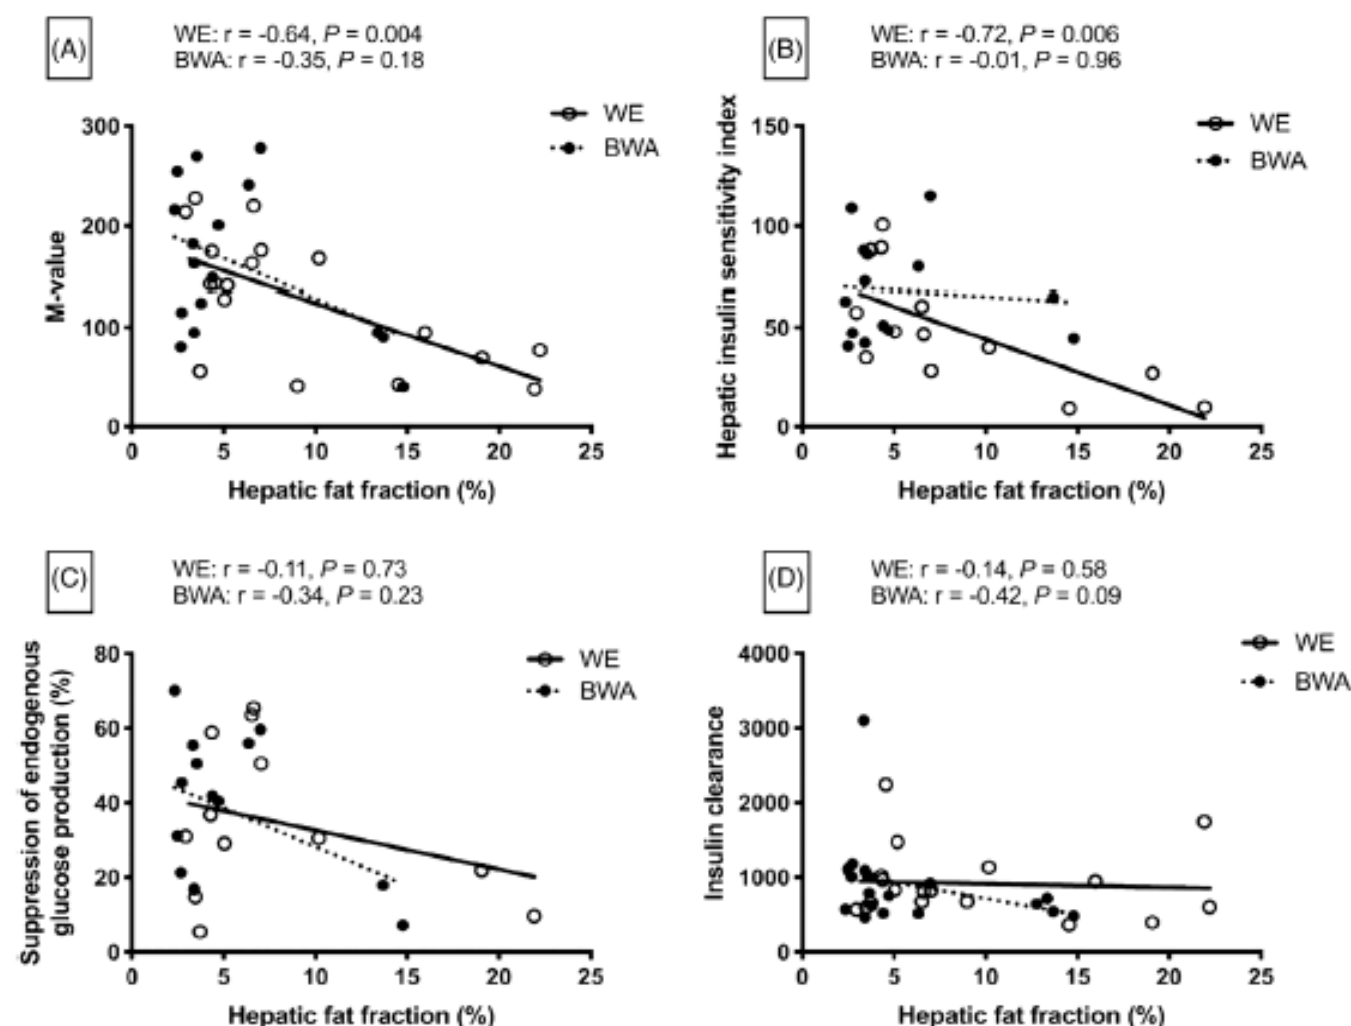 (A)
WE: r = -0.64, P = 0.004
BWA: r = -0.35, P = 0.18
WE
BWA
300
200
100
0
M-value
0 5 10 15 20 25
Hepatic fat fraction (%)
(B)
WE: r = -0.72, P = 0.006
BWA: r = -0.01, P = 0.96
WE
BWA
150
100
50
0
Hepatic insulin sensitivity index
0 5 10 15 20 25
Hepatic fat fraction (%)
(C)
WE: r = -0.11, P = 0.73
BWA: r = -0.34, P = 0.23
WE
BWA
80
60
40
20
0
Suppression of endogenous
glucose production (%)
0 5 10 15 20 25
Hepatic fat fraction (%)
(D)
WE: r = -0.14, P = 0.58
BWA: r = -0.42, P = 0.09
WE
BWA
4000
3000
2000
1000
0
Insulin clearance
0 5 10 15 20 25
Hepatic fat fraction (%)